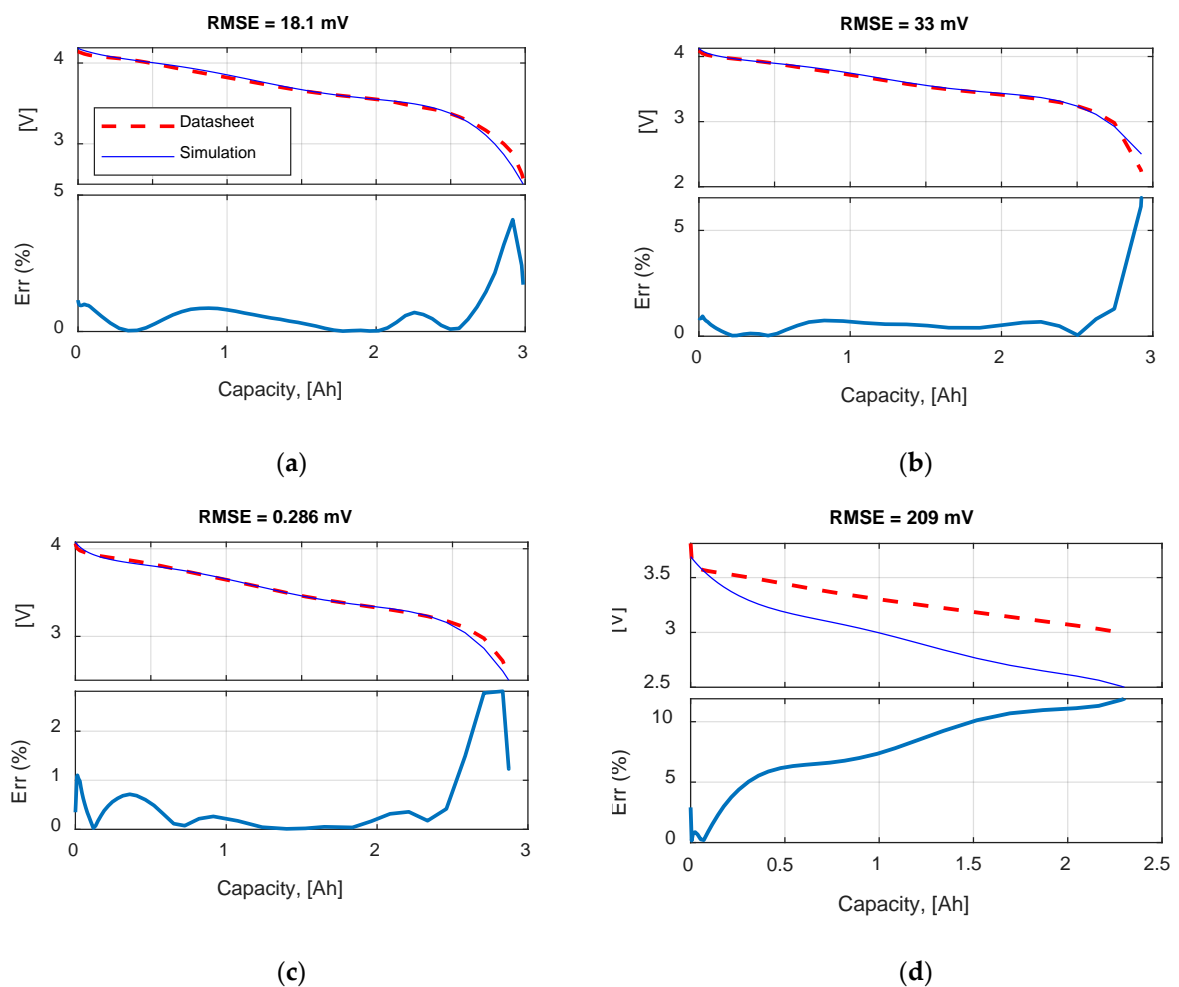 RMSE = 18.1 mV
4
3
[V]
Datasheet
Simulation
5
0
Err (%)
0
1
2
3
Capacity, [Ah]
(a)
RMSE = 33 mV
4
3
2
[V]
5
0
Err (%)
0
1
2
3
Capacity, [Ah]
(b)
RMSE = 0.286 mV
4
3
[V]
2
1
0
Err (%)
0
1
2
3
Capacity, [Ah]
(c)
RMSE = 209 mV
3.5
3
2.5
[V]
10
5
0
Err (%)
0
0.5
1
1.5
2
2.5
Capacity, [Ah]
(d)